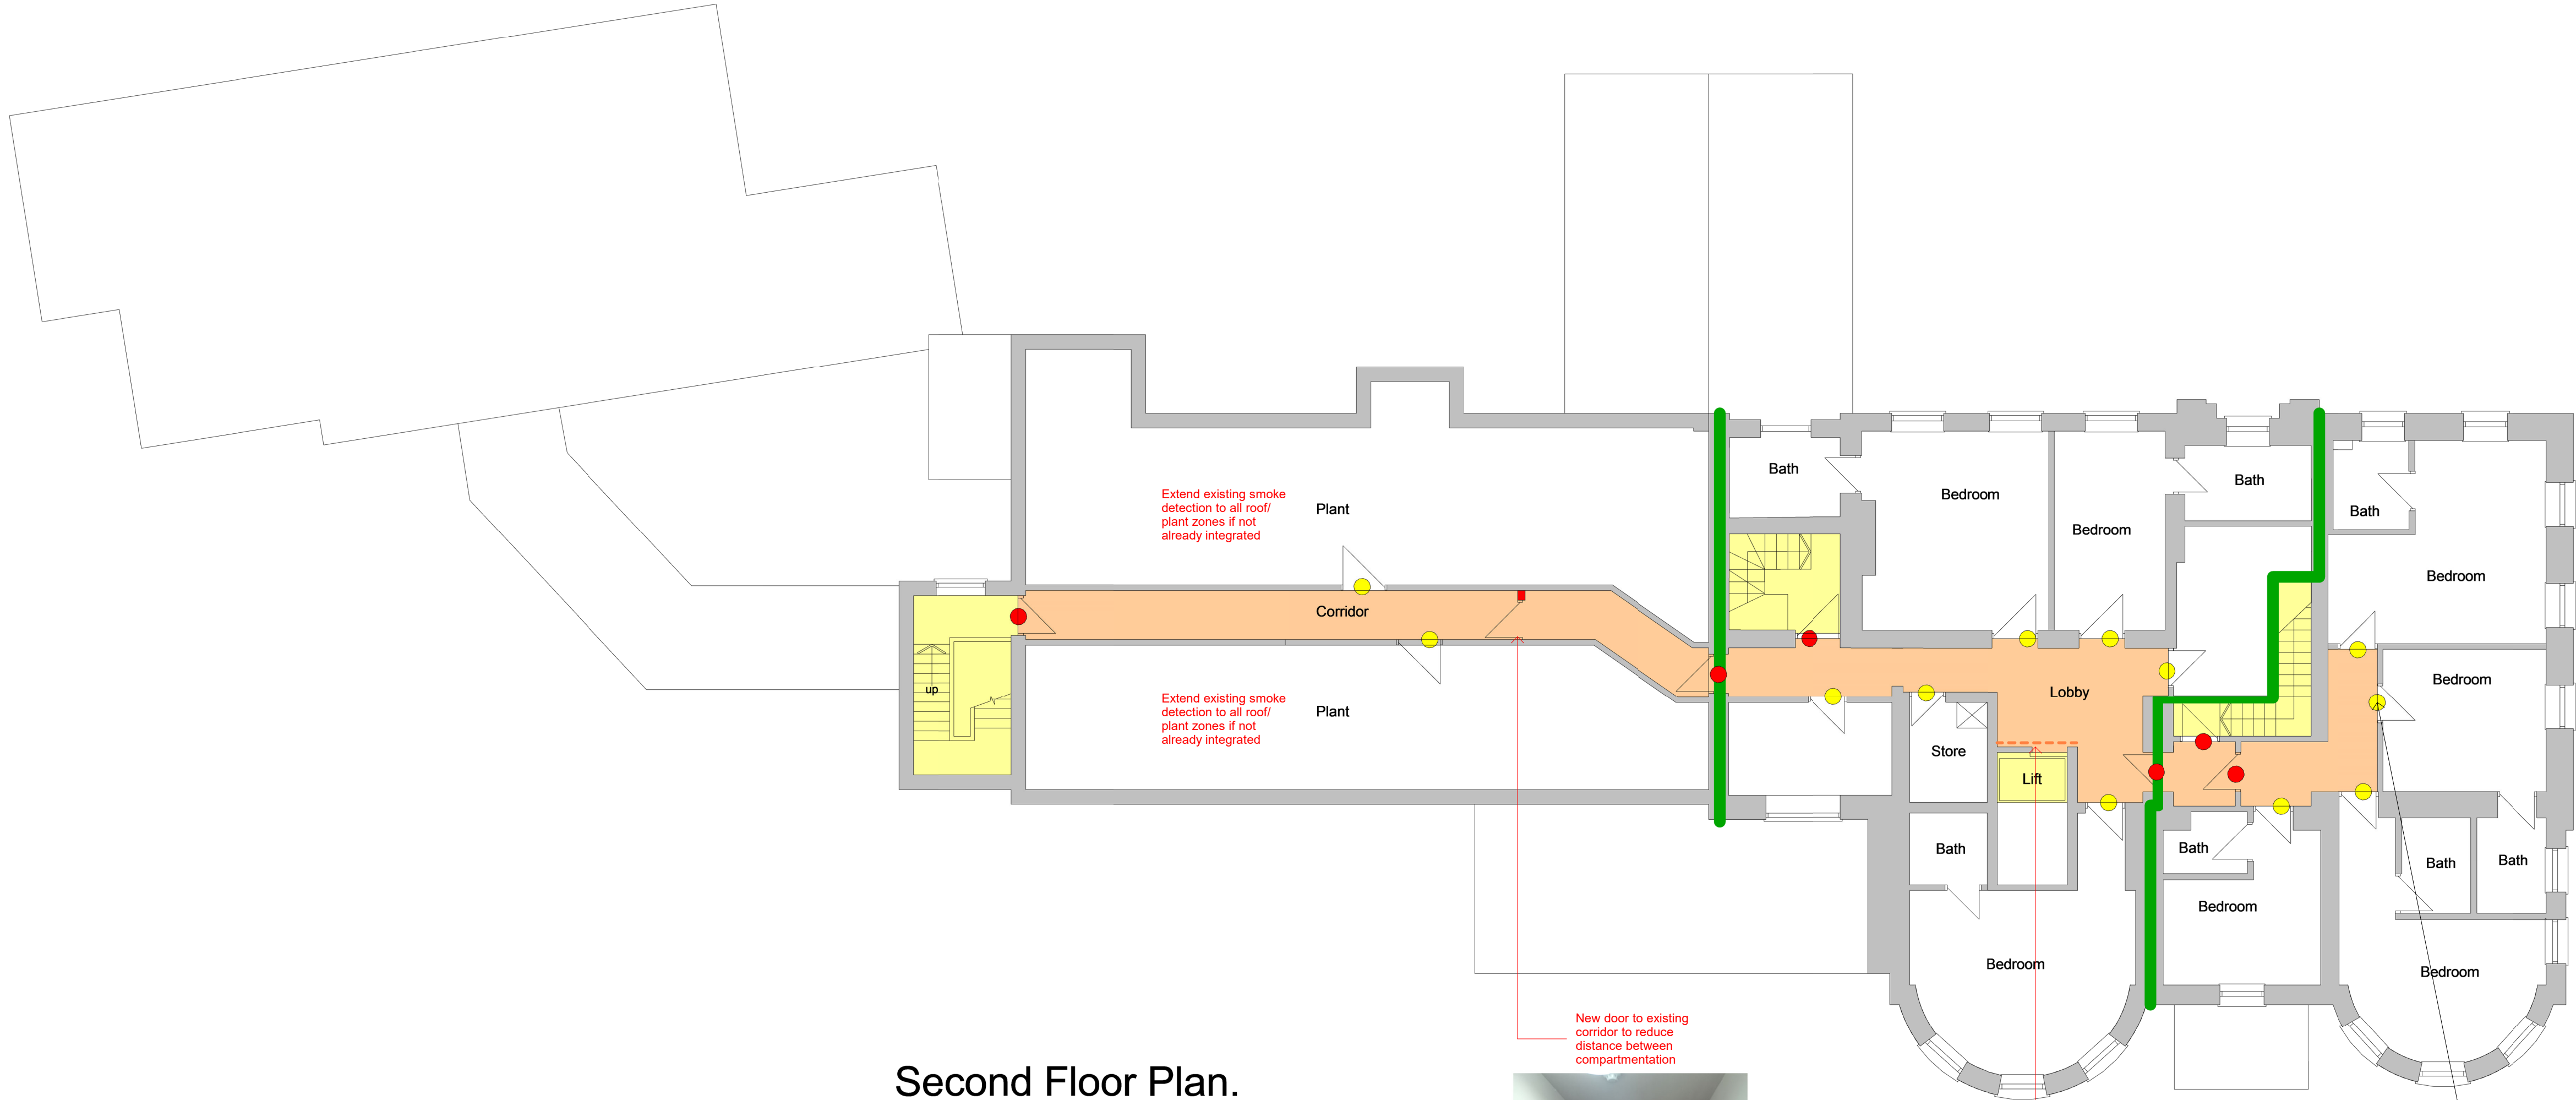 Bath
Bedroom
Bedroom
Bath
Bath
Bedroom
Extend existing smoke
detection to all roof/
plant zones if not
already integrated
Plant
Corridor
up
Extend existing smoke
detection to all roof/
plant zones if not
already integrated
Plant
Lobby
Bedroom
Store
Lift
Bath
Bath
Bath
Bath
Bedroom
Bedroom
Bedroom
New door to existing
corridor to reduce
distance between
compartmentation
Second Floor Plan.